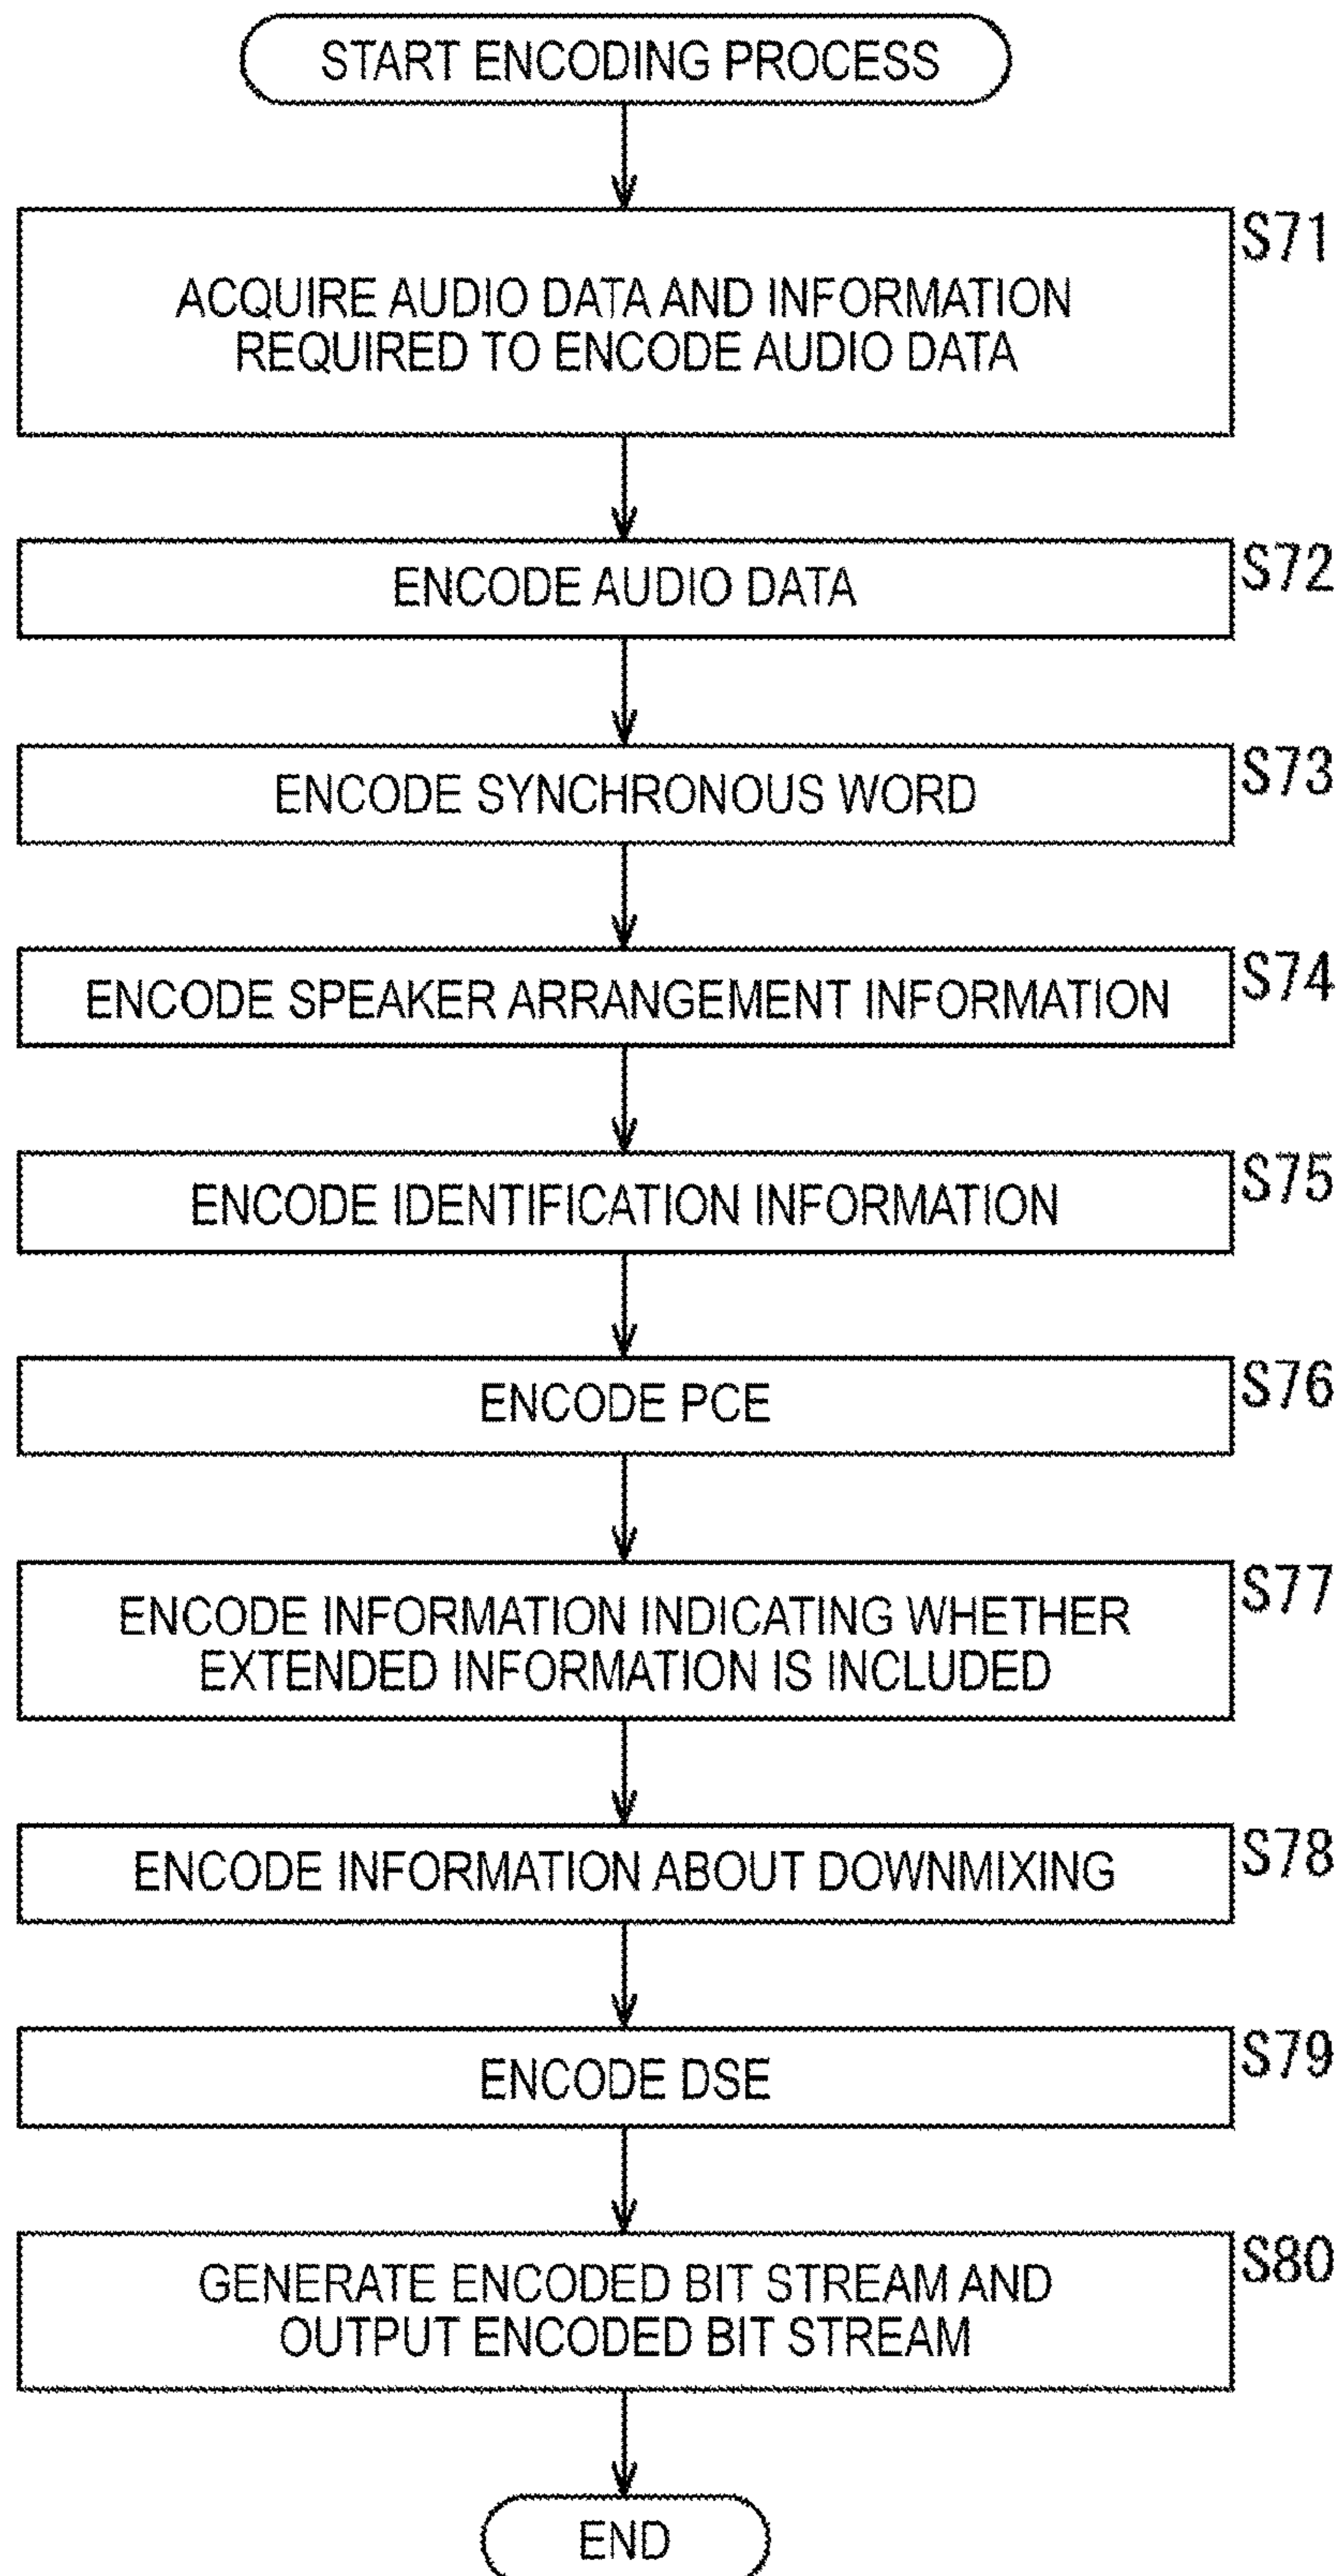 START ENCODING PROCESS
S71
ACQUIRE AUDIO DATA AND INFORMATION
REQUIRED TO ENCODE AUDIO DATA
S72
ENCODE AUDIO DATA
S73
ENCODE SYNCHRONOUS WORD
S74
ENCODE SPEAKER ARRANGEMENT INFORMATION
S75
ENCODE IDENTIFICATION INFORMATION
S76
ENCODE PCE
S77
ENCODE INFORMATION INDICATING WHETHER
EXTENDED INFORMATION IS INCLUDED
S78
ENCODE INFORMATION ABOUT DOWNMIXING
S79
ENCODE DSE
S80
GENERATE ENCODED BIT STREAM AND
OUTPUT ENCODED BIT STREAM
END